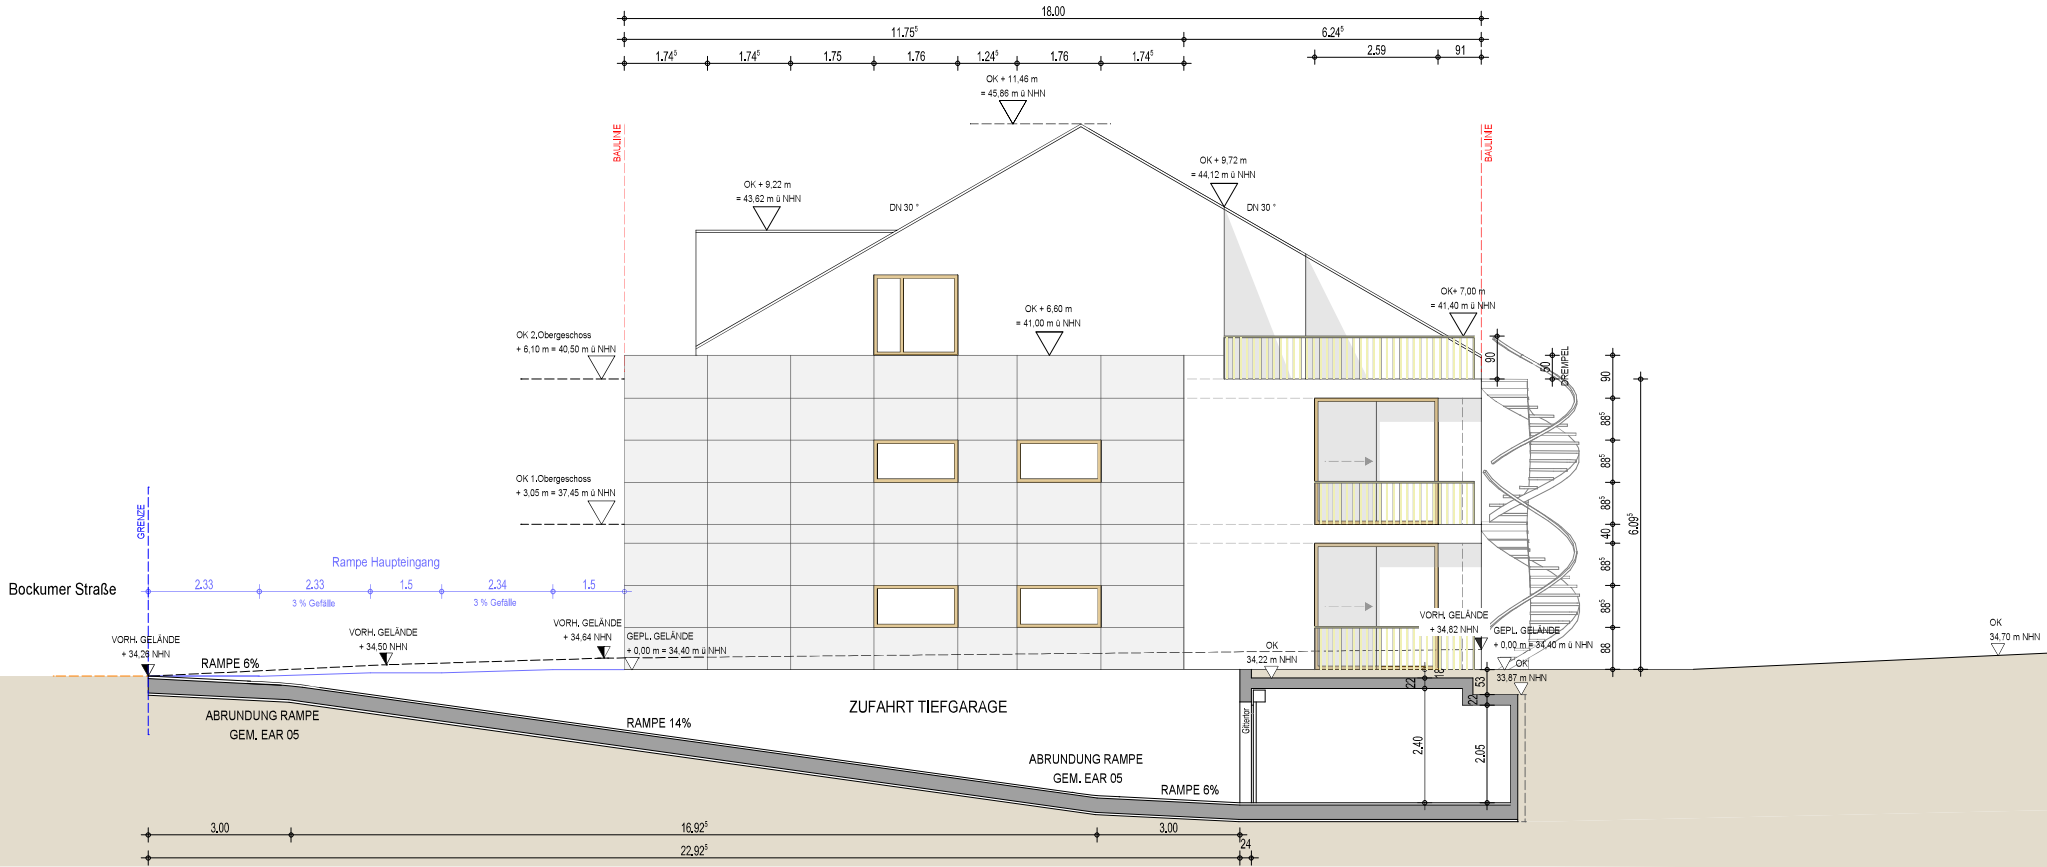 18.00
11.75⁵
6.24⁵
1.74⁵
1.74⁵
1.75
1.76
1.24⁵
1.76
1.74⁵
2.59
91
OK + 11,46 m
= 45,86 m ü NHN
BAULINIE
BAULINIE
OK + 9,72 m
= 44,12 m ü NHN
OK + 9,22 m
= 43,62 m ü NHN
DN 30 °
DN 30 °
OK+ 7,00 m
= 41,40 m ü NHN
OK + 6,60 m
= 41,00 m ü NHN
OK 2.Obergeschoss
+ 6,10 m = 40,50 m ü NHN
90
50
DREMPEL
90
88⁵
88⁵
88⁵
40
88⁵
88⁵
88
6.09⁵
OK 1.Obergeschoss
+ 3,05 m = 37,45 m ü NHN
GRENZE
Rampe Haupteingang
Bockumer Straße
2.33
2.33
1.5
2.34
1.5
3 % Gefälle
3 % Gefälle
VORH. GELÄNDE
+ 34,28 NHN
VORH. GELÄNDE
+ 34,50 NHN
VORH. GELÄNDE
+ 34,64 NHN
GEPL. GELÄNDE
+ 0,00 m = 34,40 m ü NHN
VORH. GELÄNDE
+ 34,82 NHN
GEPL. GELÄNDE
+ 0,00 m = 34,40 m ü NHN
OK
34,70 m NHN
OK
34,22 m NHN
OK
33,87 m NHN
RAMPE 6%
18
22
53
22
ABRUNDUNG RAMPE
GEM. EAR 05
RAMPE 14%
ZUFAHRT TIEFGARAGE
Gittertor
2.40
2.05
ABRUNDUNG RAMPE
GEM. EAR 05
RAMPE 6%
3.00
16.92⁵
3.00
22.92⁵
24